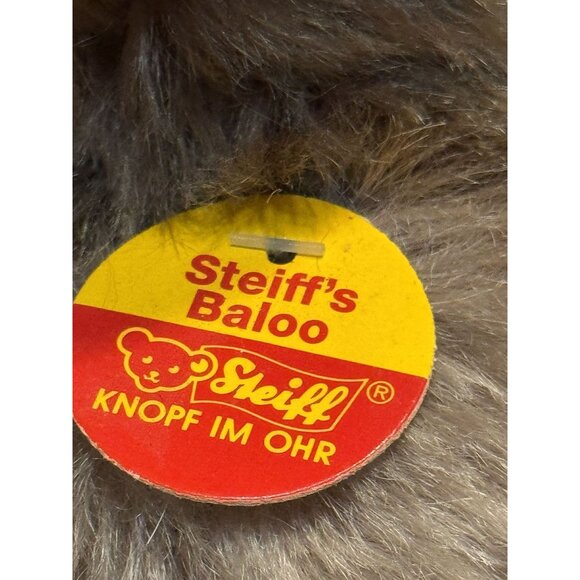 Steiff's
Baloo
Steiff ®
KNOPF IM OHR